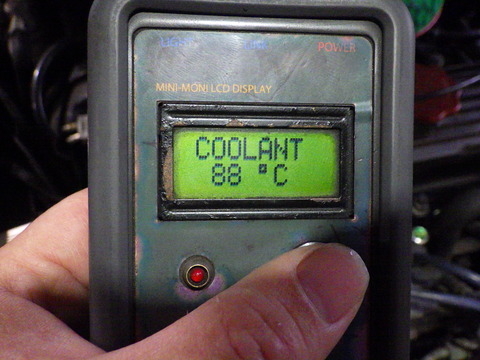 POWER
MINI-MONI LCD DISPLAY
COOLANT
88 °C